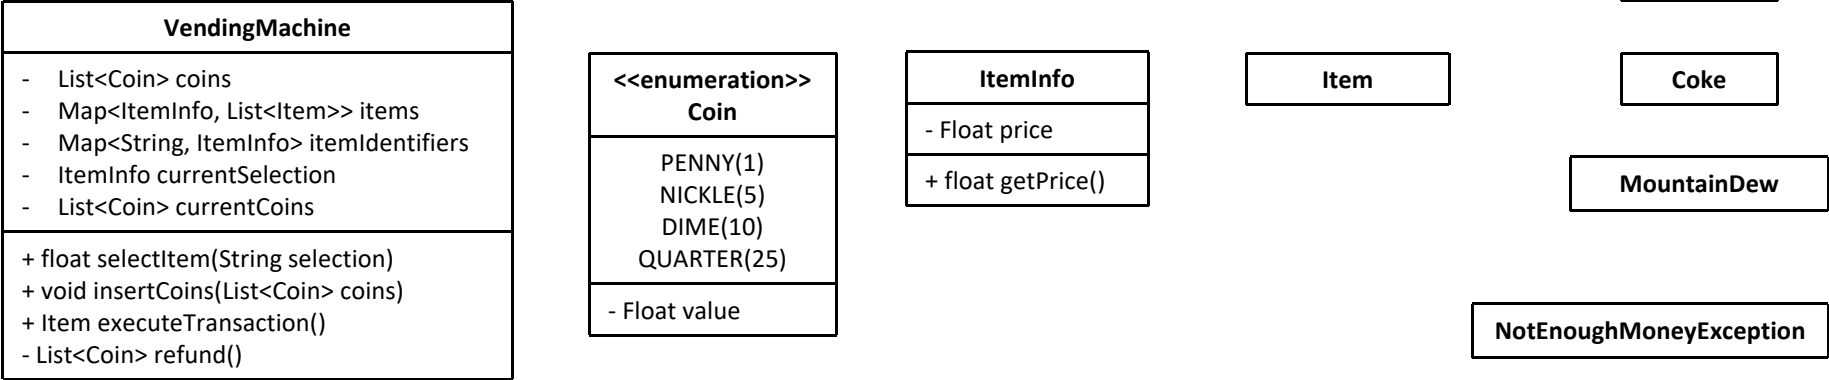 VendingMachine
- List<Coin> coins
- Map<ItemInfo, List<Item>> items
- Map<String, ItemInfo> itemIdentifiers
- ItemInfo currentSelection
- List<Coin> currentCoins
+ float selectItem(String selection)
+ void insertCoins(List<Coin> coins)
+ Item executeTransaction()
- List<Coin> refund()
<<enumeration>>
Coin
PENNY(1)
NICKLE(5)
DIME(10)
QUARTER(25)
- Float value
ItemInfo
- Float price
+ float getPrice()
Item
Coke
MountainDew
NotEnoughMoneyException